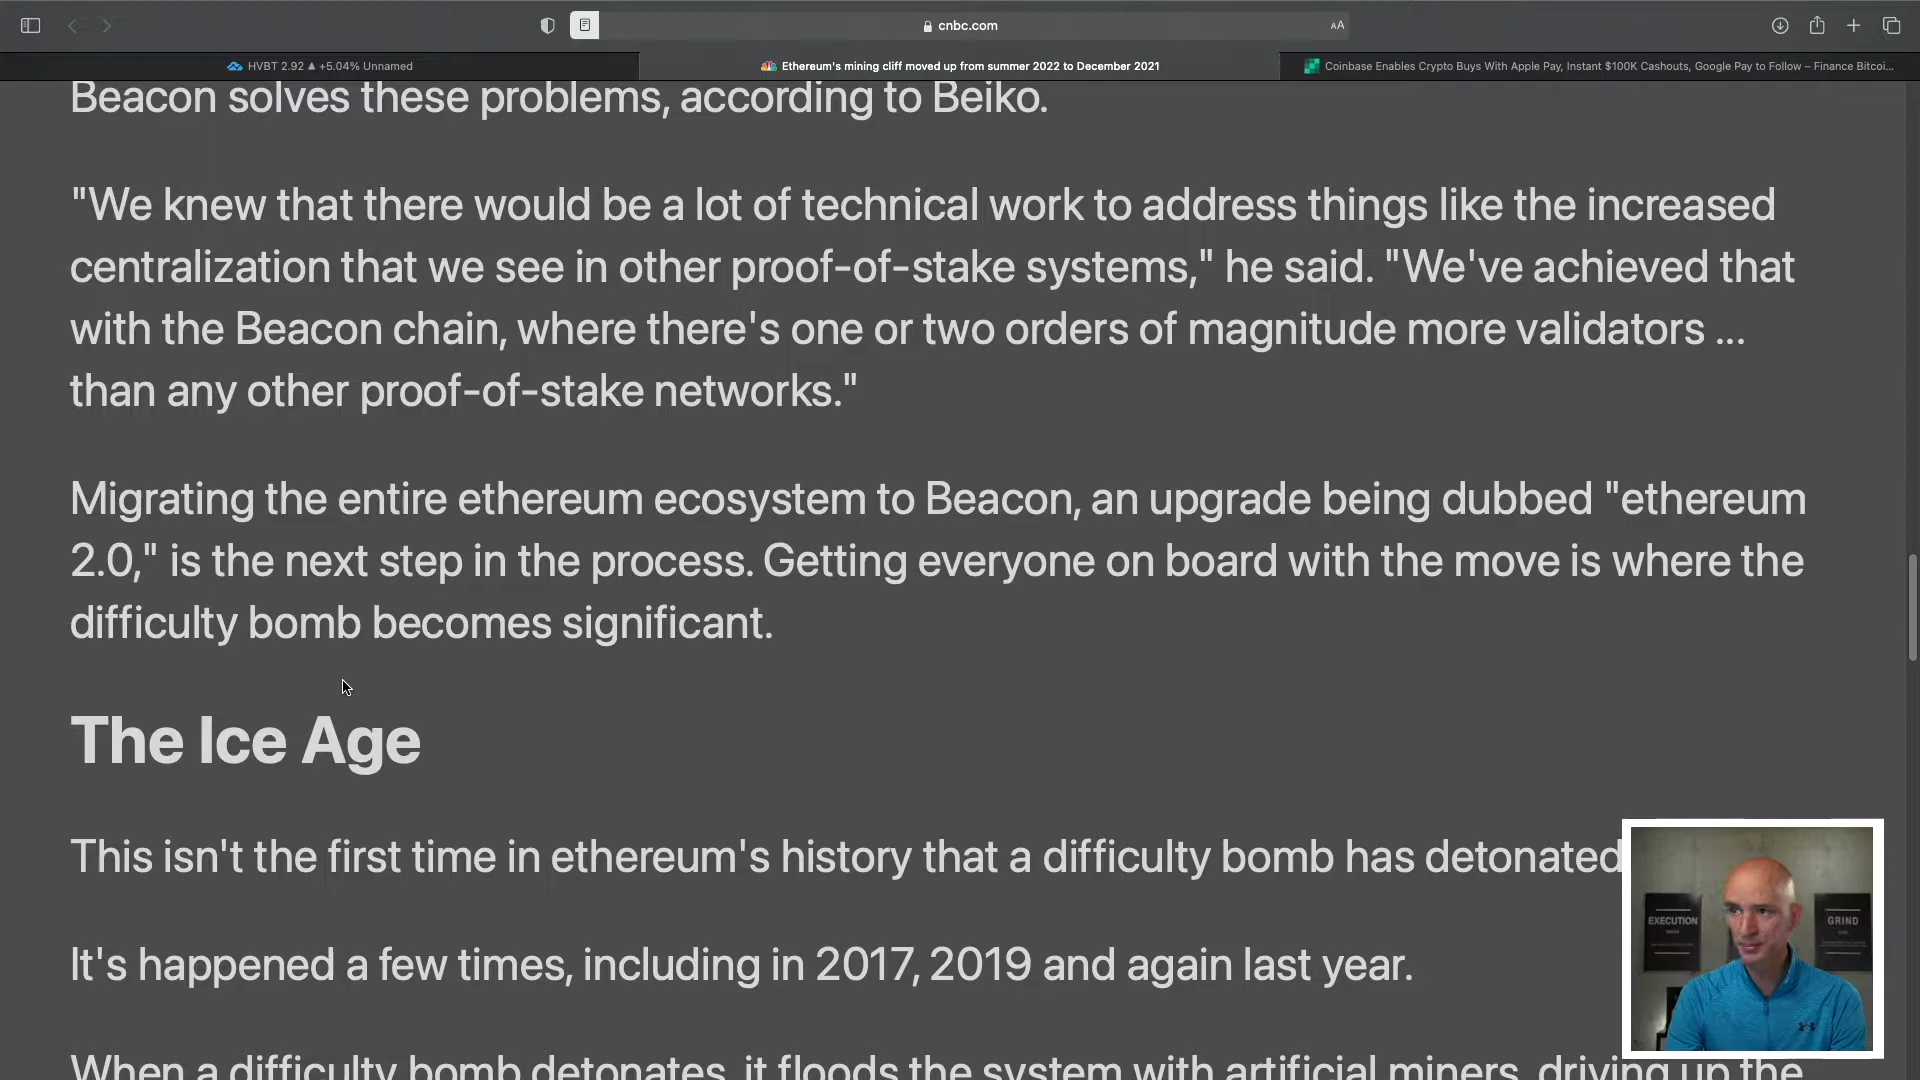 cnbc.com
AA
HVBT 2.92 ▲ +5.04% Unnamed
Ethereum's mining cliff moved up from summer 2022 to December 2021
Coinbase Enables Crypto Buys With Apple Pay, Instant $100K Cashouts, Google Pay to Follow – Finance Bitcoi...
Beacon solves these problems, according to Beiko.
"We knew that there would be a lot of technical work to address things like the increased
centralization that we see in other proof-of-stake systems," he said. "We've achieved that
with the Beacon chain, where there's one or two orders of magnitude more validators ...
than any other proof-of-stake networks."
Migrating the entire ethereum ecosystem to Beacon, an upgrade being dubbed "ethereum
2.0," is the next step in the process. Getting everyone on board with the move is where the
difficulty bomb becomes significant.
The Ice Age
This isn't the first time in ethereum's history that a difficulty bomb has detonated
It's happened a few times, including in 2017, 2019 and again last year.
When a difficulty bomb detonates, it floods the system with artificial miners, driving up the
EXECUTION
GRIND